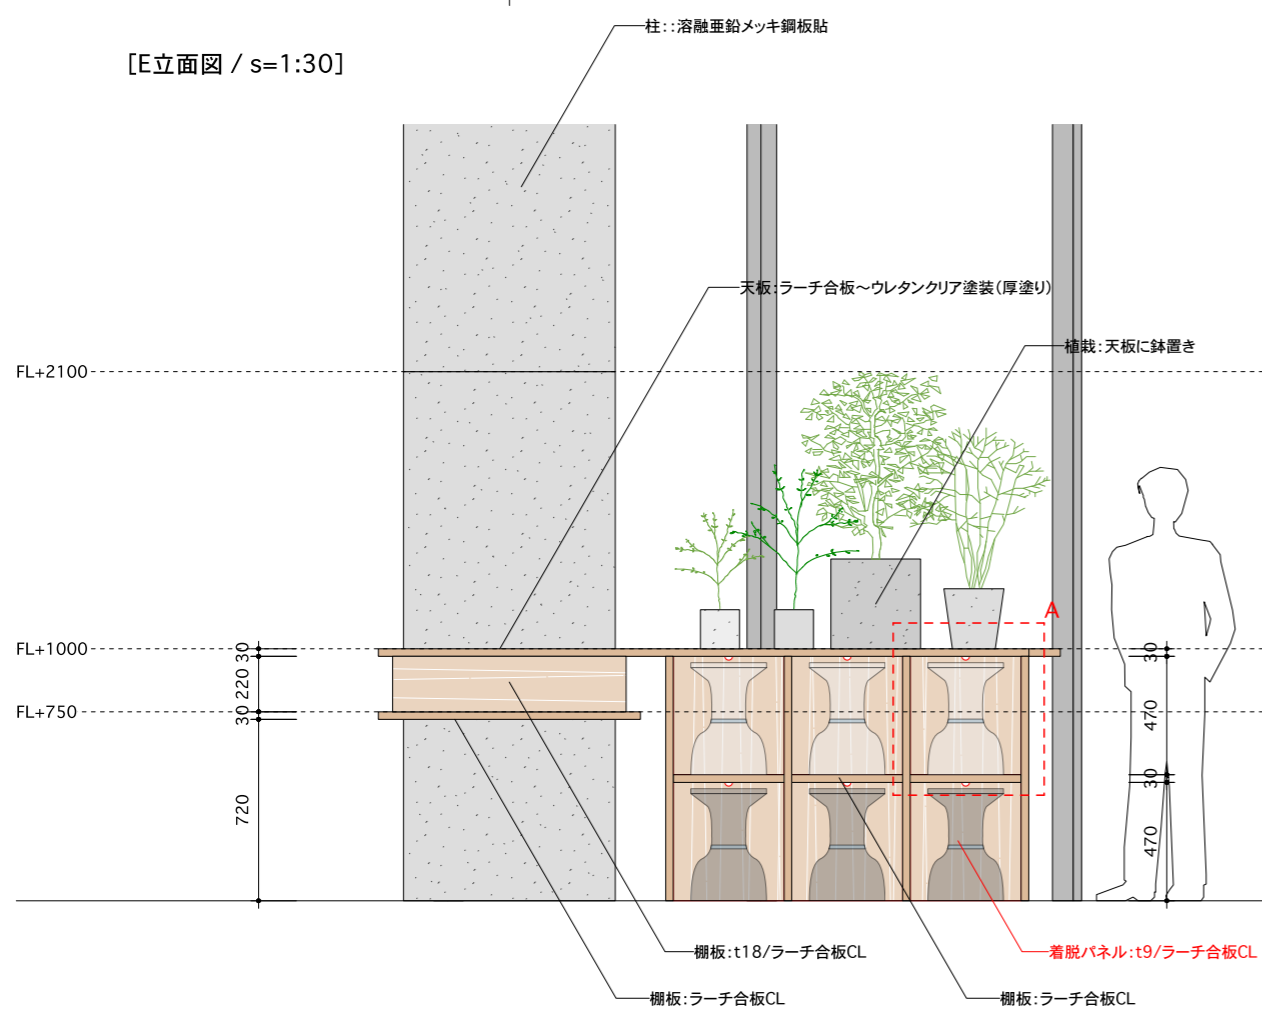 柱::溶融亜鉛メッキ鋼板貼
[E立面図 / s=1:30]
天板:ラーチ合板～ウレタンクリア塗装(厚塗り)
植栽:天板に鉢置き
FL+2100
A
FL+1000
30
30
220
FL+750
30
470
30
720
470
棚板:t18/ラーチ合板CL
着脱パネル:t9/ラーチ合板CL
棚板:ラーチ合板CL
棚板:ラーチ合板CL